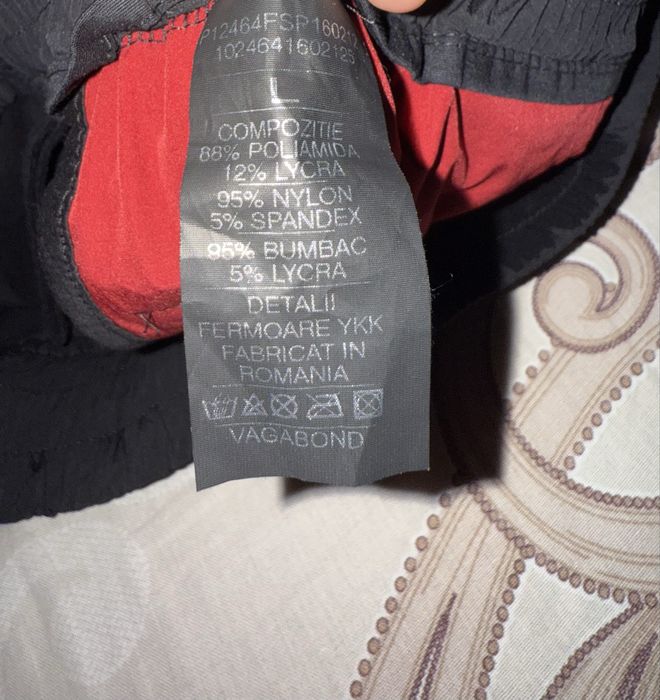 P12464FSP160217
1024641602125
L
COMPOZITIE
88% POLIAMIDA
12% LYCRA
95% NYLON
5% SPANDEX
95% BUMBAC
5% LYCRA
DETALII
FERMOARE YKK
FABRICAT IN
ROMANIA
VAGABOND